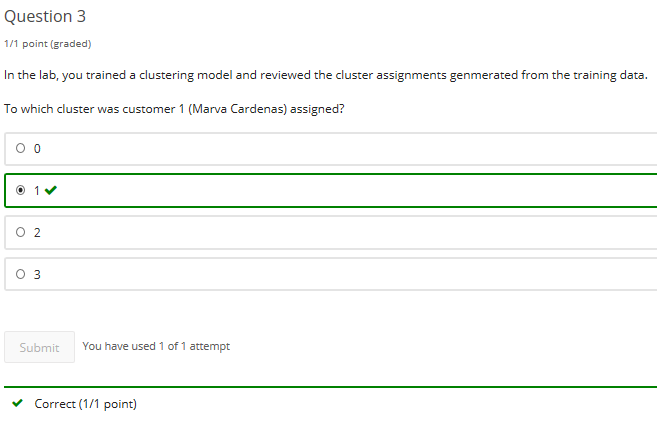 Question 3
1/1 point (graded)
In the lab, you trained a clustering model and reviewed the cluster assignments genmerated from the training data.
To which cluster was customer 1 (Marva Cardenas) assigned?
0
1
2
3
Submit You have used 1 of 1 attempt
Correct (1/1 point)